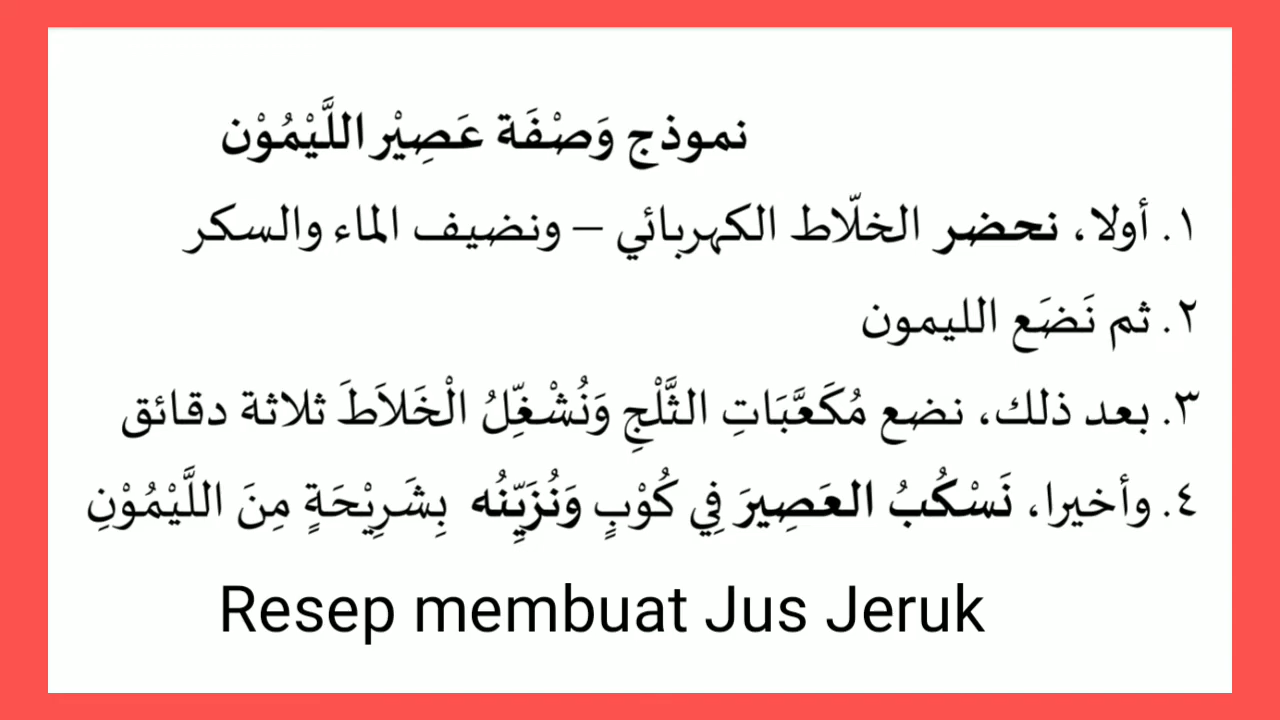 نموذج وَصْفَة عَصِيْر اللَّيْمُوْن
١. أولا، نحضر الخلّاط الكهربائي – ونضيف الماء والسكر
٢. ثم نَضَع الليمون
٣. بعد ذلك، نضع مُكَعَّبَاتِ الثَّلْجِ وَنُشْغِّلُ الْخَلاَطَ ثلاثة دقائق
٤. وأخيرا، نَسْكُبُ العَصِيرَ فِي كُوْبٍ وَنُزَيِّنُه بِشَرِيْحَةٍ مِنَ اللَّيْمُوْنِ
Resep membuat Jus Jeruk